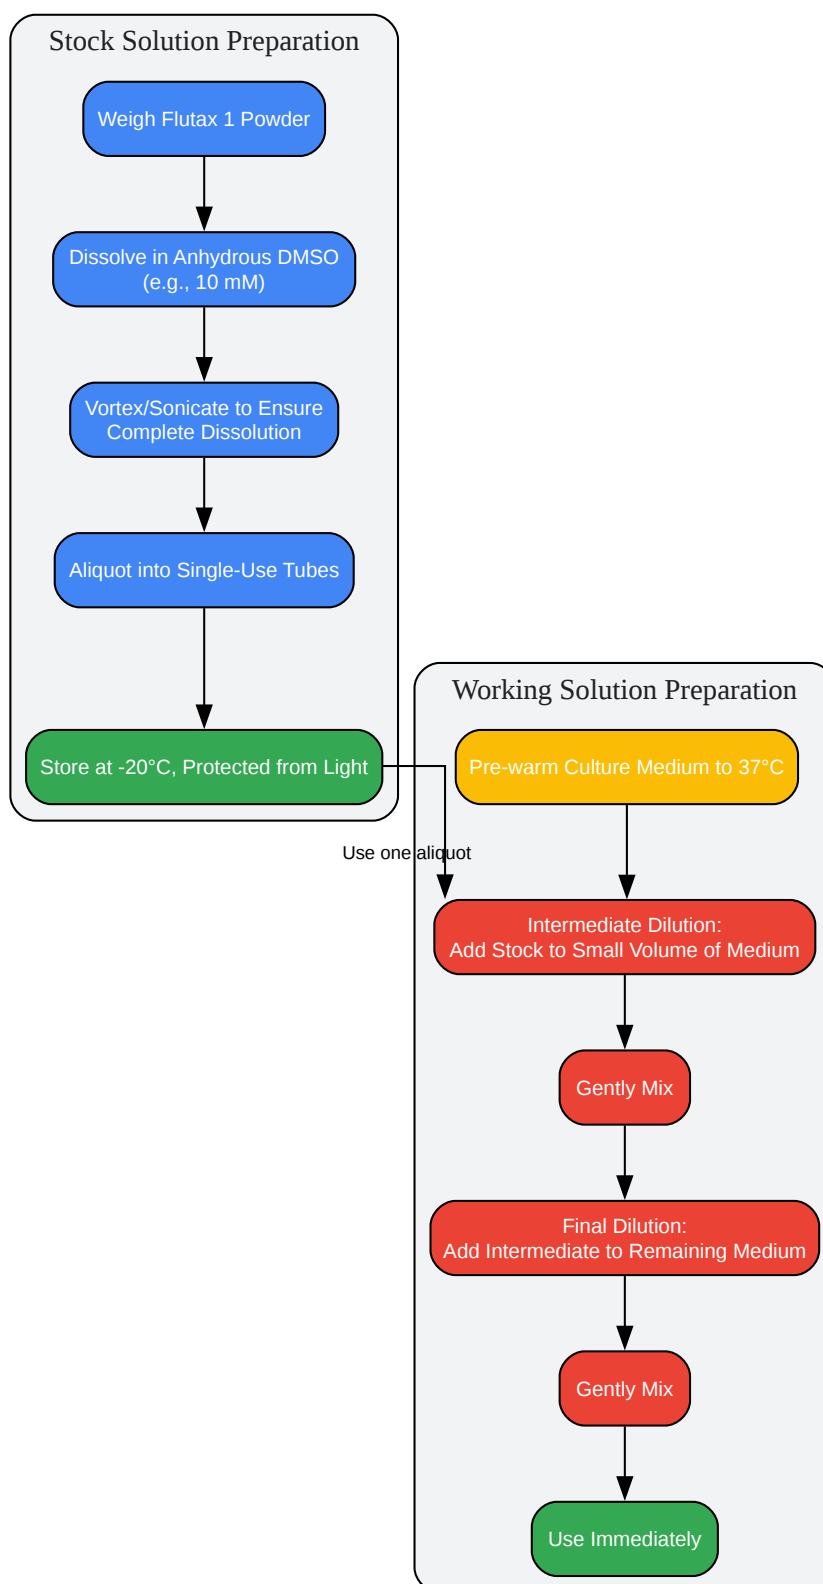 Stock Solution Preparation
Weigh Flutax 1 Powder
Dissolve in Anhydrous DMSO
(e.g., 10 mM)
Vortex/Sonicate to Ensure
Complete Dissolution
Aliquot into Single-Use Tubes
Store at -20°C, Protected from Light
Working Solution Preparation
Pre-warm Culture Medium to 37°C
Use one aliquot
Intermediate Dilution:
Add Stock to Small Volume of Medium
Gently Mix
Final Dilution:
Add Intermediate to Remaining Medium
Gently Mix
Use Immediately